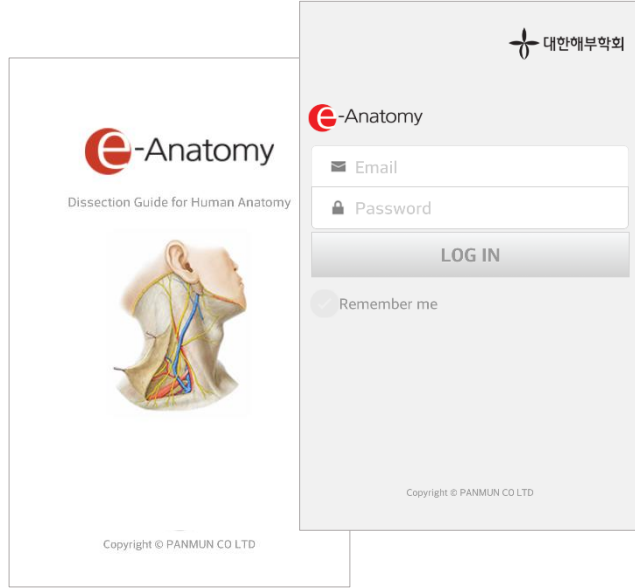 e-Anatomy
Dissection Guide for Human Anatomy
Copyright © PANMUN CO LTD
대한해부학회
e-Anatomy
Email
Password
LOG IN
Remember me
Copyright © PANMUN CO LTD